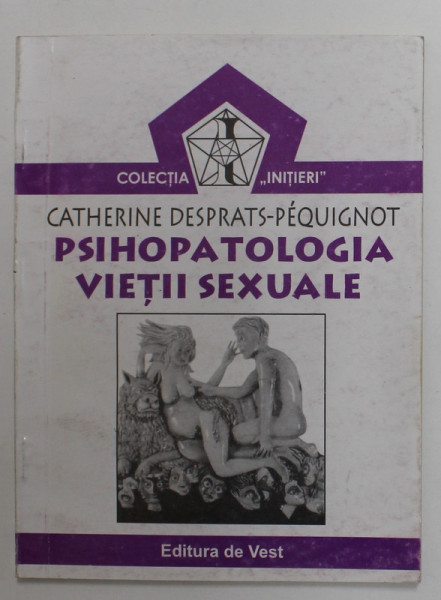 COLECȚIA „INIȚIERI”
CATHERINE DESPRATS-PÉQUIGNOT
PSIHOPATOLOGIA
VIEȚII SEXUALE
Editura de Vest